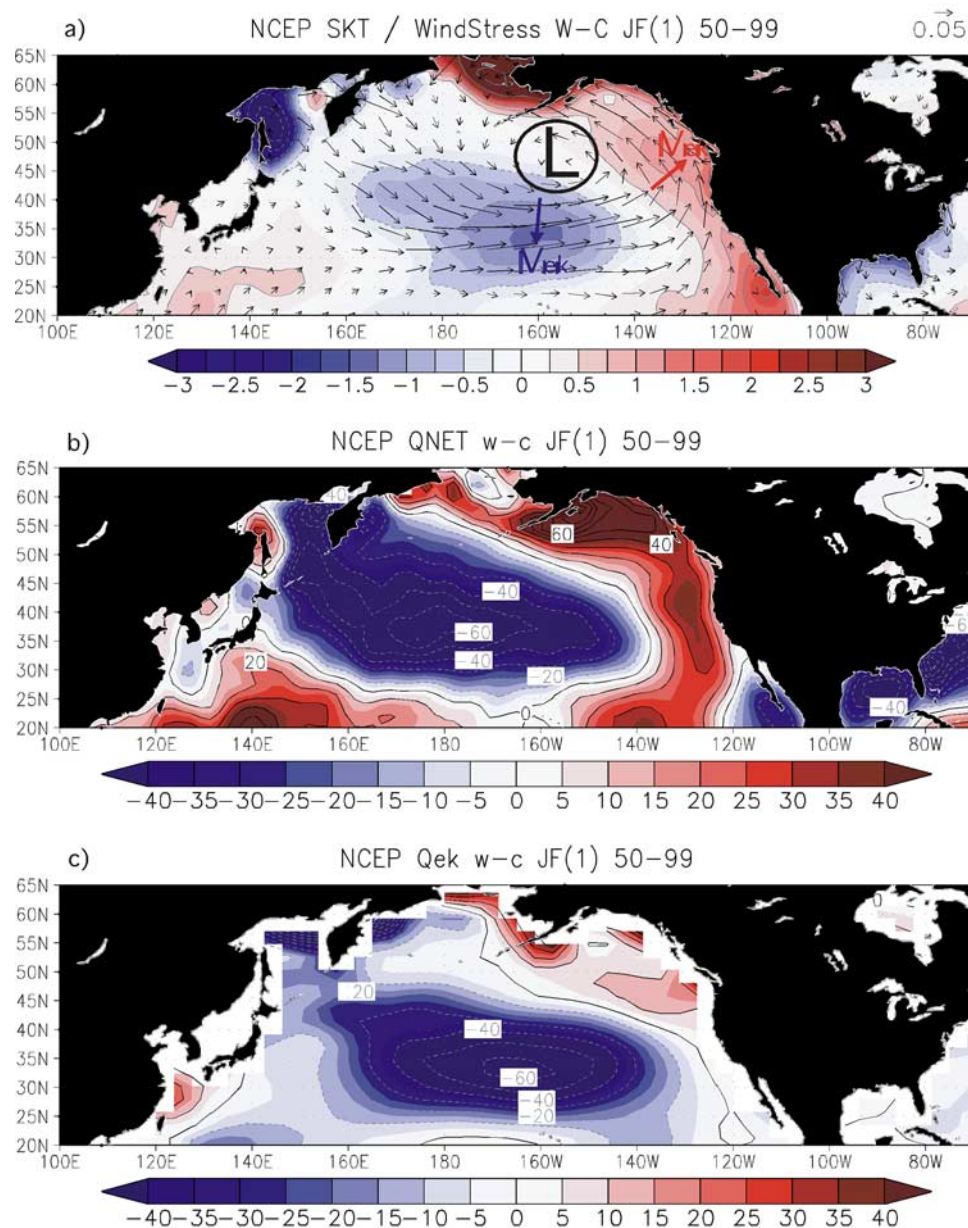 a) NCEP SKT / WindStress W-C JF(1) 50-99
0.05
65N
60N
55N
50N
45N
40N
35N
30N
25N
20N
L
Mek
Mek
100E 120E 140E 160E 180 160W 140W 120W 100W 80W
-3 -2.5 -2 -1.5 -1 -0.5 0 0.5 1 1.5 2 2.5 3
b) NCEP QNET w-c JF(1) 50-99
65N
60N
55N
50N
45N
40N
35N
30N
25N
20N
60
40
-40
-60
-40
-20
20
0
0
-40
100E 120E 140E 160E 180 160W 140W 120W 100W 80W
-40 -35 -30 -25 -20 -15 -10 -5 0 5 10 15 20 25 30 35 40
c) NCEP Qek w-c JF(1) 50-99
65N
60N
55N
50N
45N
40N
35N
30N
25N
20N
0
-20
-40
-60
-40
-20
100E 120E 140E 160E 180 160W 140W 120W 100W 80W
-40 -35 -30 -25 -20 -15 -10 -5 0 5 10 15 20 25 30 35 40